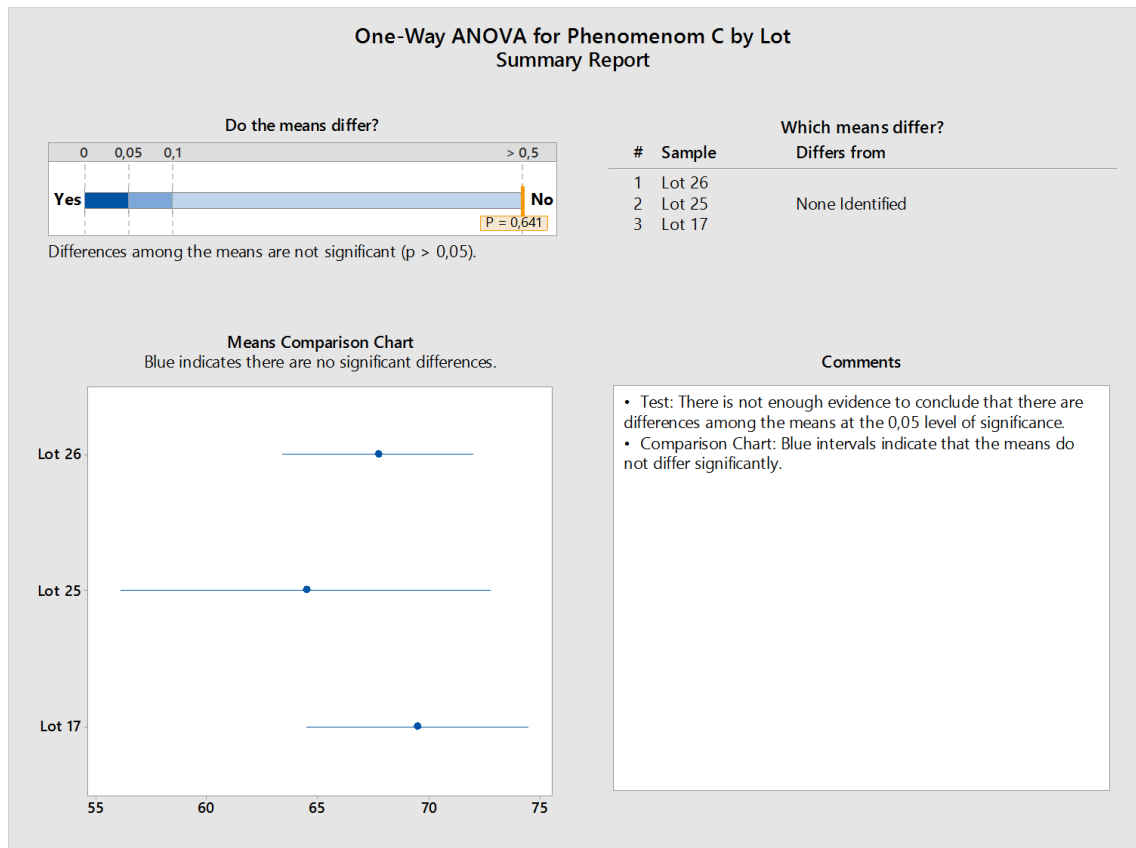 One-Way ANOVA for Phenomenom C by Lot
Summary Report
Do the means differ?
0 0,05 0,1 > 0,5
Yes No
P = 0,641
Differences among the means are not significant (p > 0,05).
Which means differ?
# Sample Differs from
1 Lot 26
2 Lot 25 None Identified
3 Lot 17
Means Comparison Chart
Blue indicates there are no significant differences.
Lot 26
Lot 25
Lot 17
55 60 65 70 75
Comments
• Test: There is not enough evidence to conclude that there are
differences among the means at the 0,05 level of significance.
• Comparison Chart: Blue intervals indicate that the means do
not differ significantly.